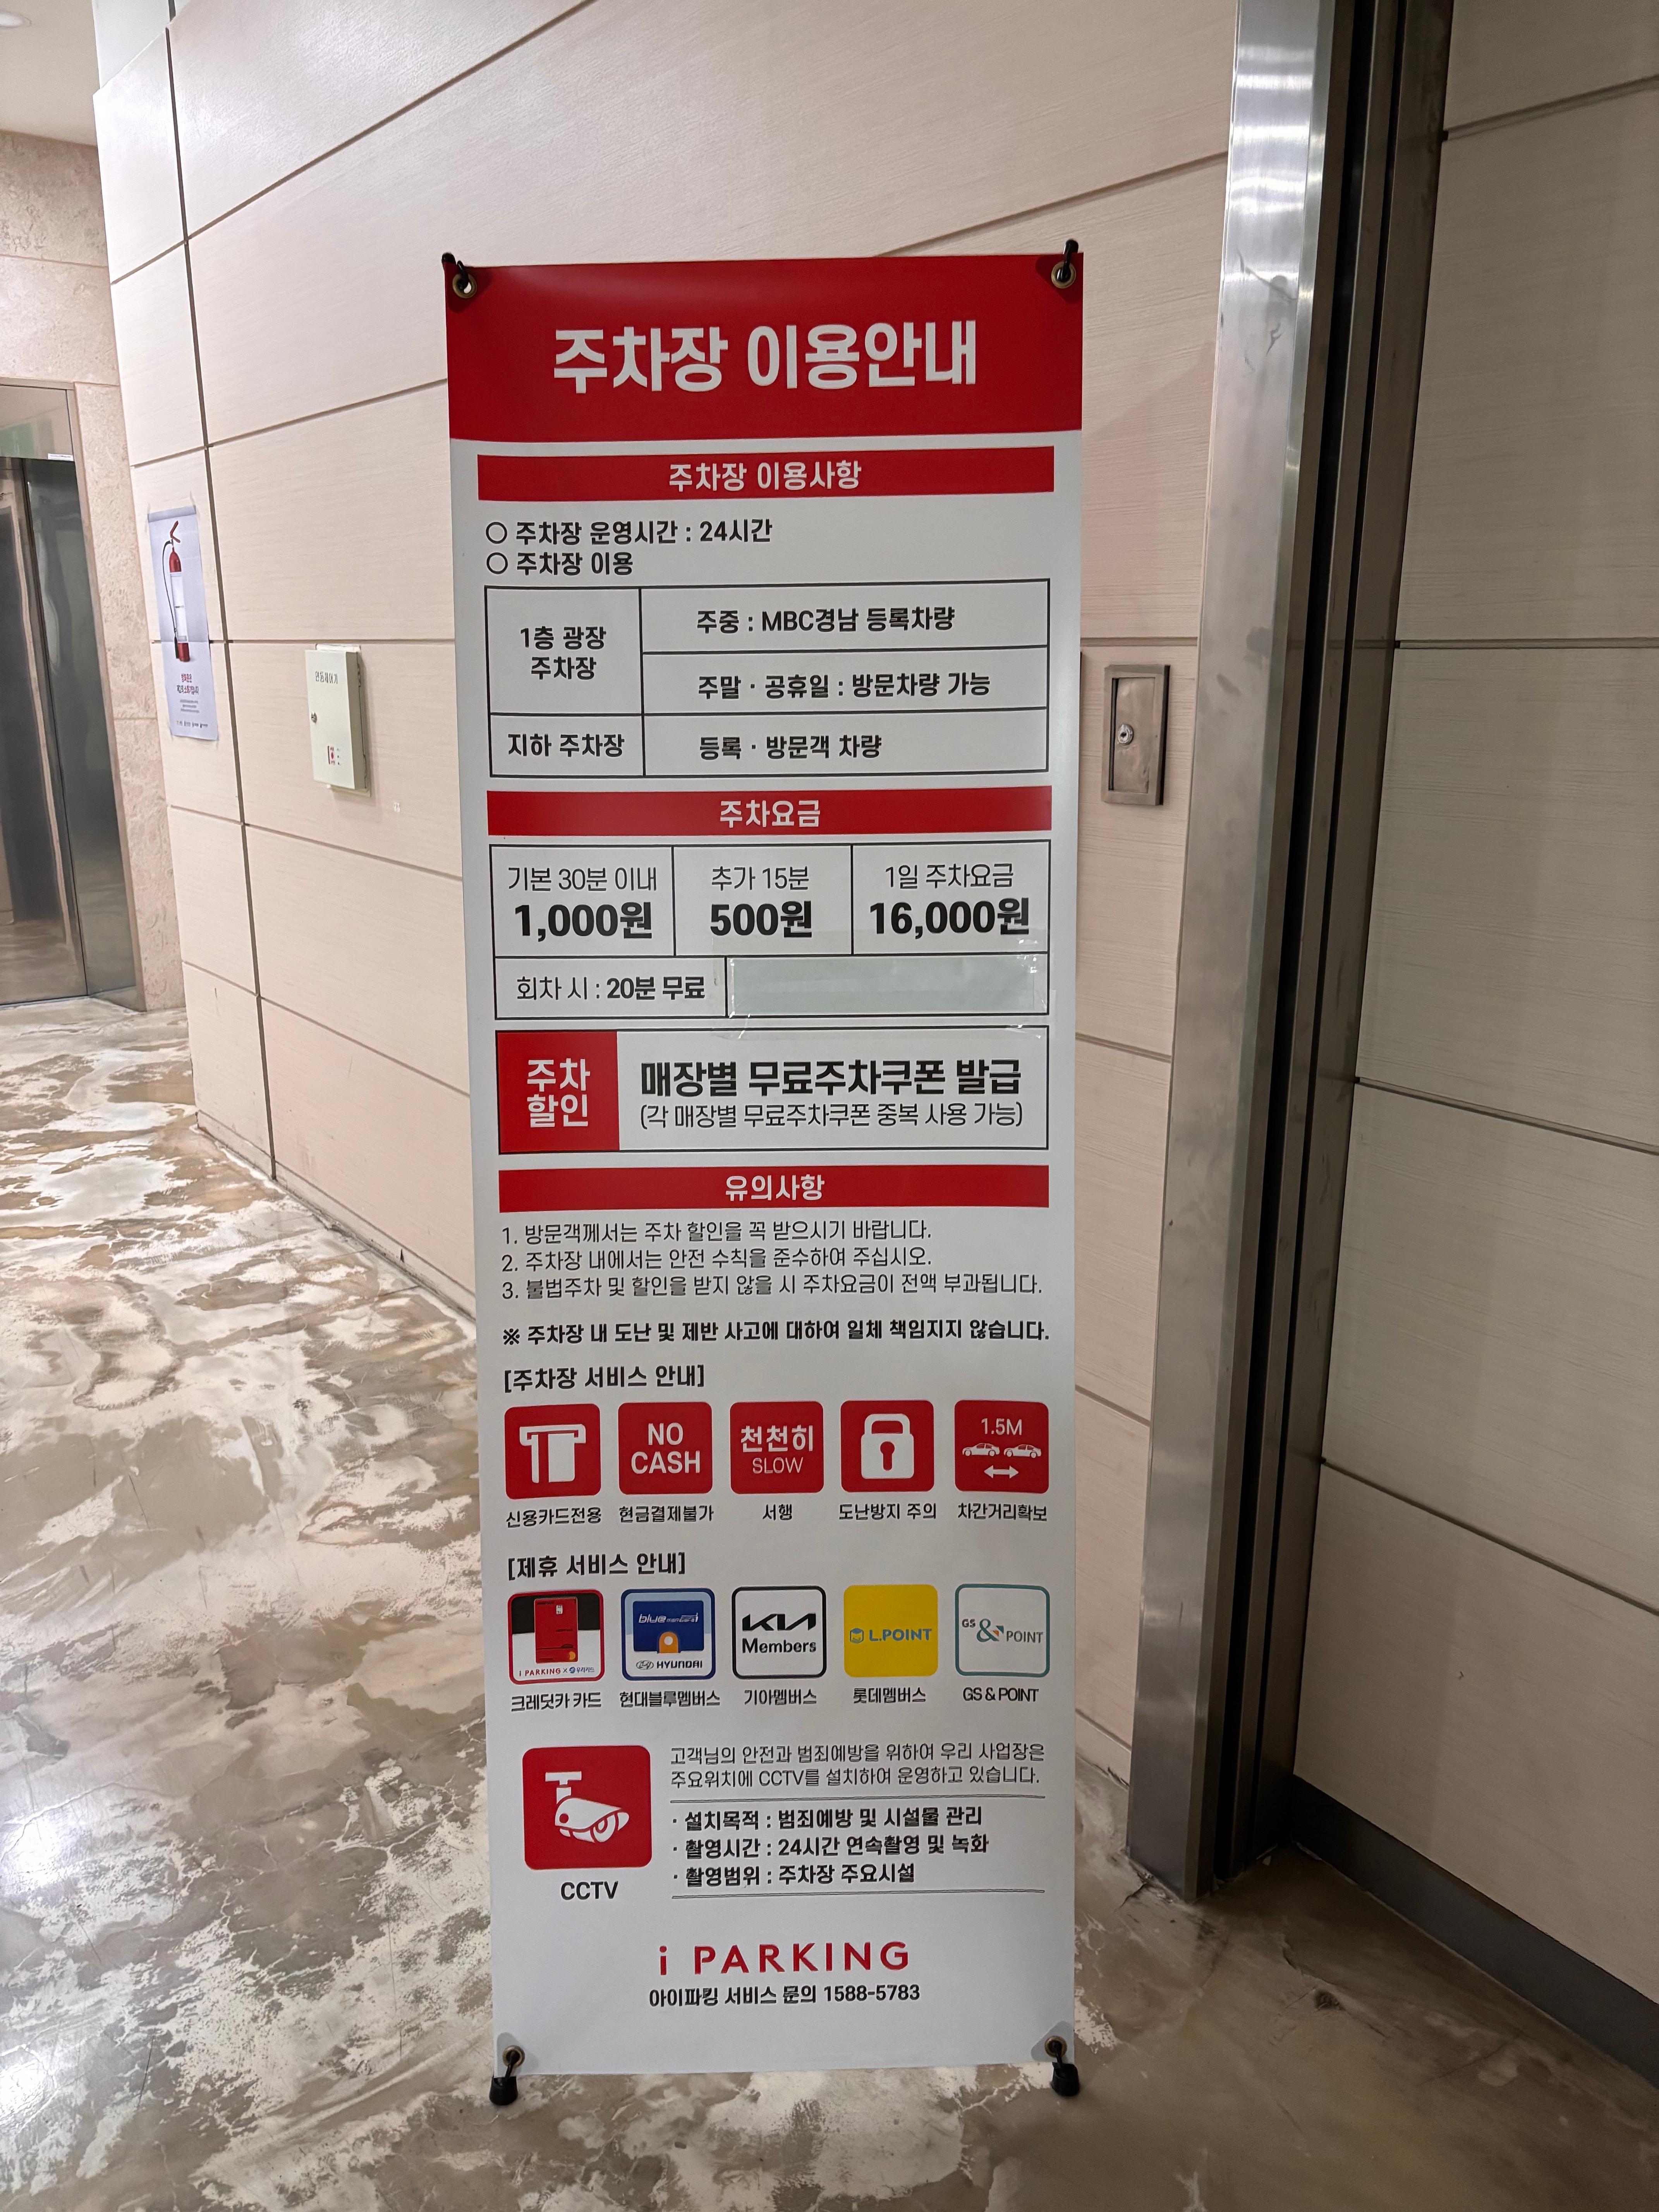 주차장 이용안내
주차장 이용사항
○ 주차장 운영시간 : 24시간
○ 주차장 이용
1층 광장
주차장
주중 : MBC경남 등록차량
주말 · 공휴일 : 방문차량 가능
지하 주차장
등록 · 방문객 차량
주차요금
기본 30분 이내
1,000원
추가 15분
500원
1일 주차요금
16,000원
회차 시 : 20분 무료
주차
할인
매장별 무료주차쿠폰 발급
(각 매장별 무료주차쿠폰 중복 사용 가능)
유의사항
1. 방문객께서는 주차 할인을 꼭 받으시기 바랍니다.
2. 주차장 내에서는 안전 수칙을 준수하여 주십시오.
3. 불법주차 및 할인을 받지 않을 시 주차요금이 전액 부과됩니다.
※ 주차장 내 도난 및 제반 사고에 대하여 일체 책임지지 않습니다.
[주차장 서비스 안내]
NO
CASH
천천히
SLOW
1.5M
신용카드전용
현금결제불가
서행
도난방지 주의
차간거리확보
[제휴 서비스 안내]
i PARKING X 우리카드
blue members
HYUNDAI
KIA
Members
L.POINT
GS & POINT
크레딧카 카드
현대블루멤버스
기아멤버스
롯데멤버스
GS & POINT
고객님의 안전과 범죄예방을 위하여 우리 사업장은
주요위치에 CCTV를 설치하여 운영하고 있습니다.
· 설치목적 : 범죄예방 및 시설물 관리
· 촬영시간 : 24시간 연속촬영 및 녹화
· 촬영범위 : 주차장 주요시설
CCTV
i PARKING
아이파킹 서비스 문의 1588-5783